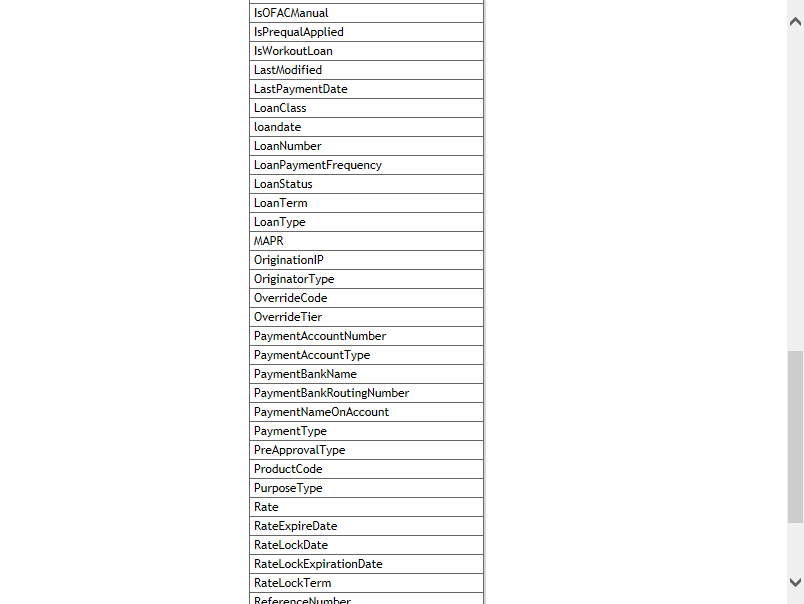 IsOFACManual
IsPrequalApplied
IsWorkoutLoan
LastModified
LastPaymentDate
LoanClass
loandate
LoanNumber
LoanPaymentFrequency
LoanStatus
LoanTerm
LoanType
MAPR
OriginationIP
OriginatorType
OverrideCode
OverrideTier
PaymentAccountNumber
PaymentAccountType
PaymentBankName
PaymentBankRoutingNumber
PaymentNameOnAccount
PaymentType
PreApprovalType
ProductCode
PurposeType
Rate
RateExpireDate
RateLockDate
RateLockExpirationDate
RateLockTerm
ReferenceNumber